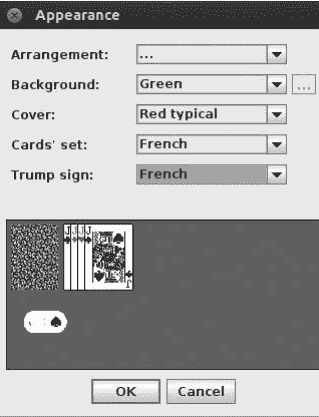 Appearance
Arrangement: ...
Background: Green ...
Cover: Red typical
Cards' set: French
Trump sign: French
J J J J
J
OK Cancel